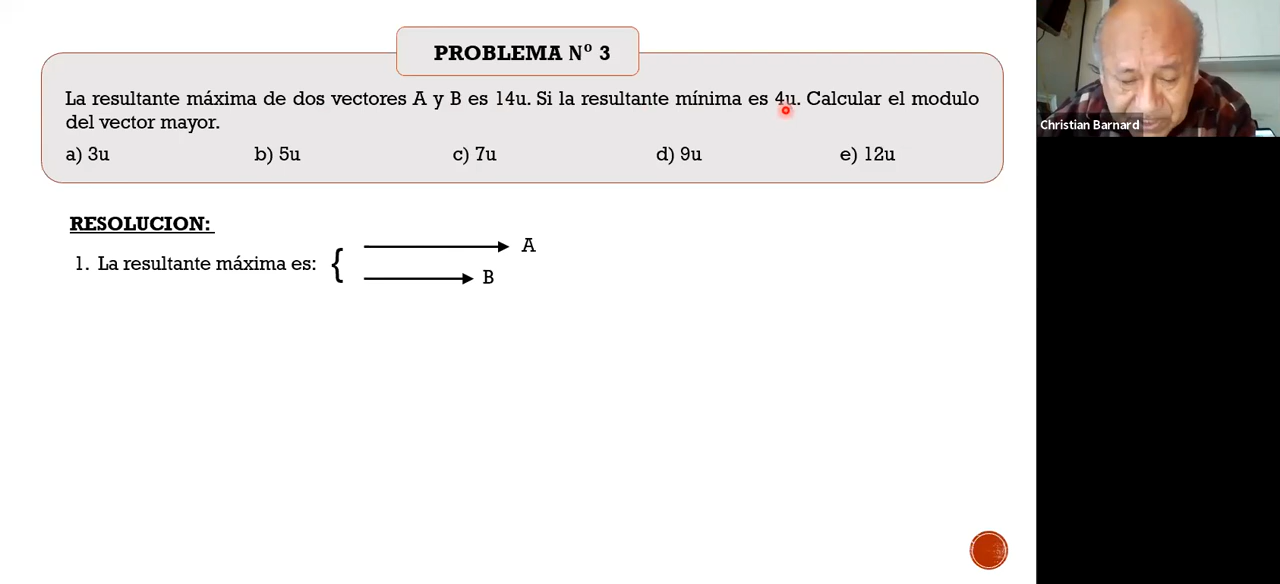 PROBLEMA Nº 3
La resultante máxima de dos vectores A y B es 14u. Si la resultante mínima es 4u. Calcular el modulo
del vector mayor.
a) 3u b) 5u c) 7u d) 9u e) 12u
RESOLUCION:
1. La resultante máxima es: { A
B
Christian Barnard